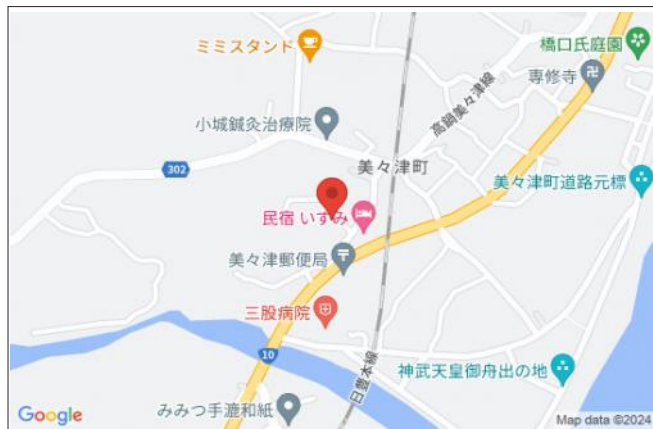 ミミスタンド
橋口氏庭園
専修寺
高鍋美々津線
小城鍼灸治療院
302
美々津町
美々津町道路元標
民宿 いずみ
美々津郵便局
三股病院
10
日豊本線
神武天皇御舟出の地
みみつ手漉和紙
Google
Map data ©2024